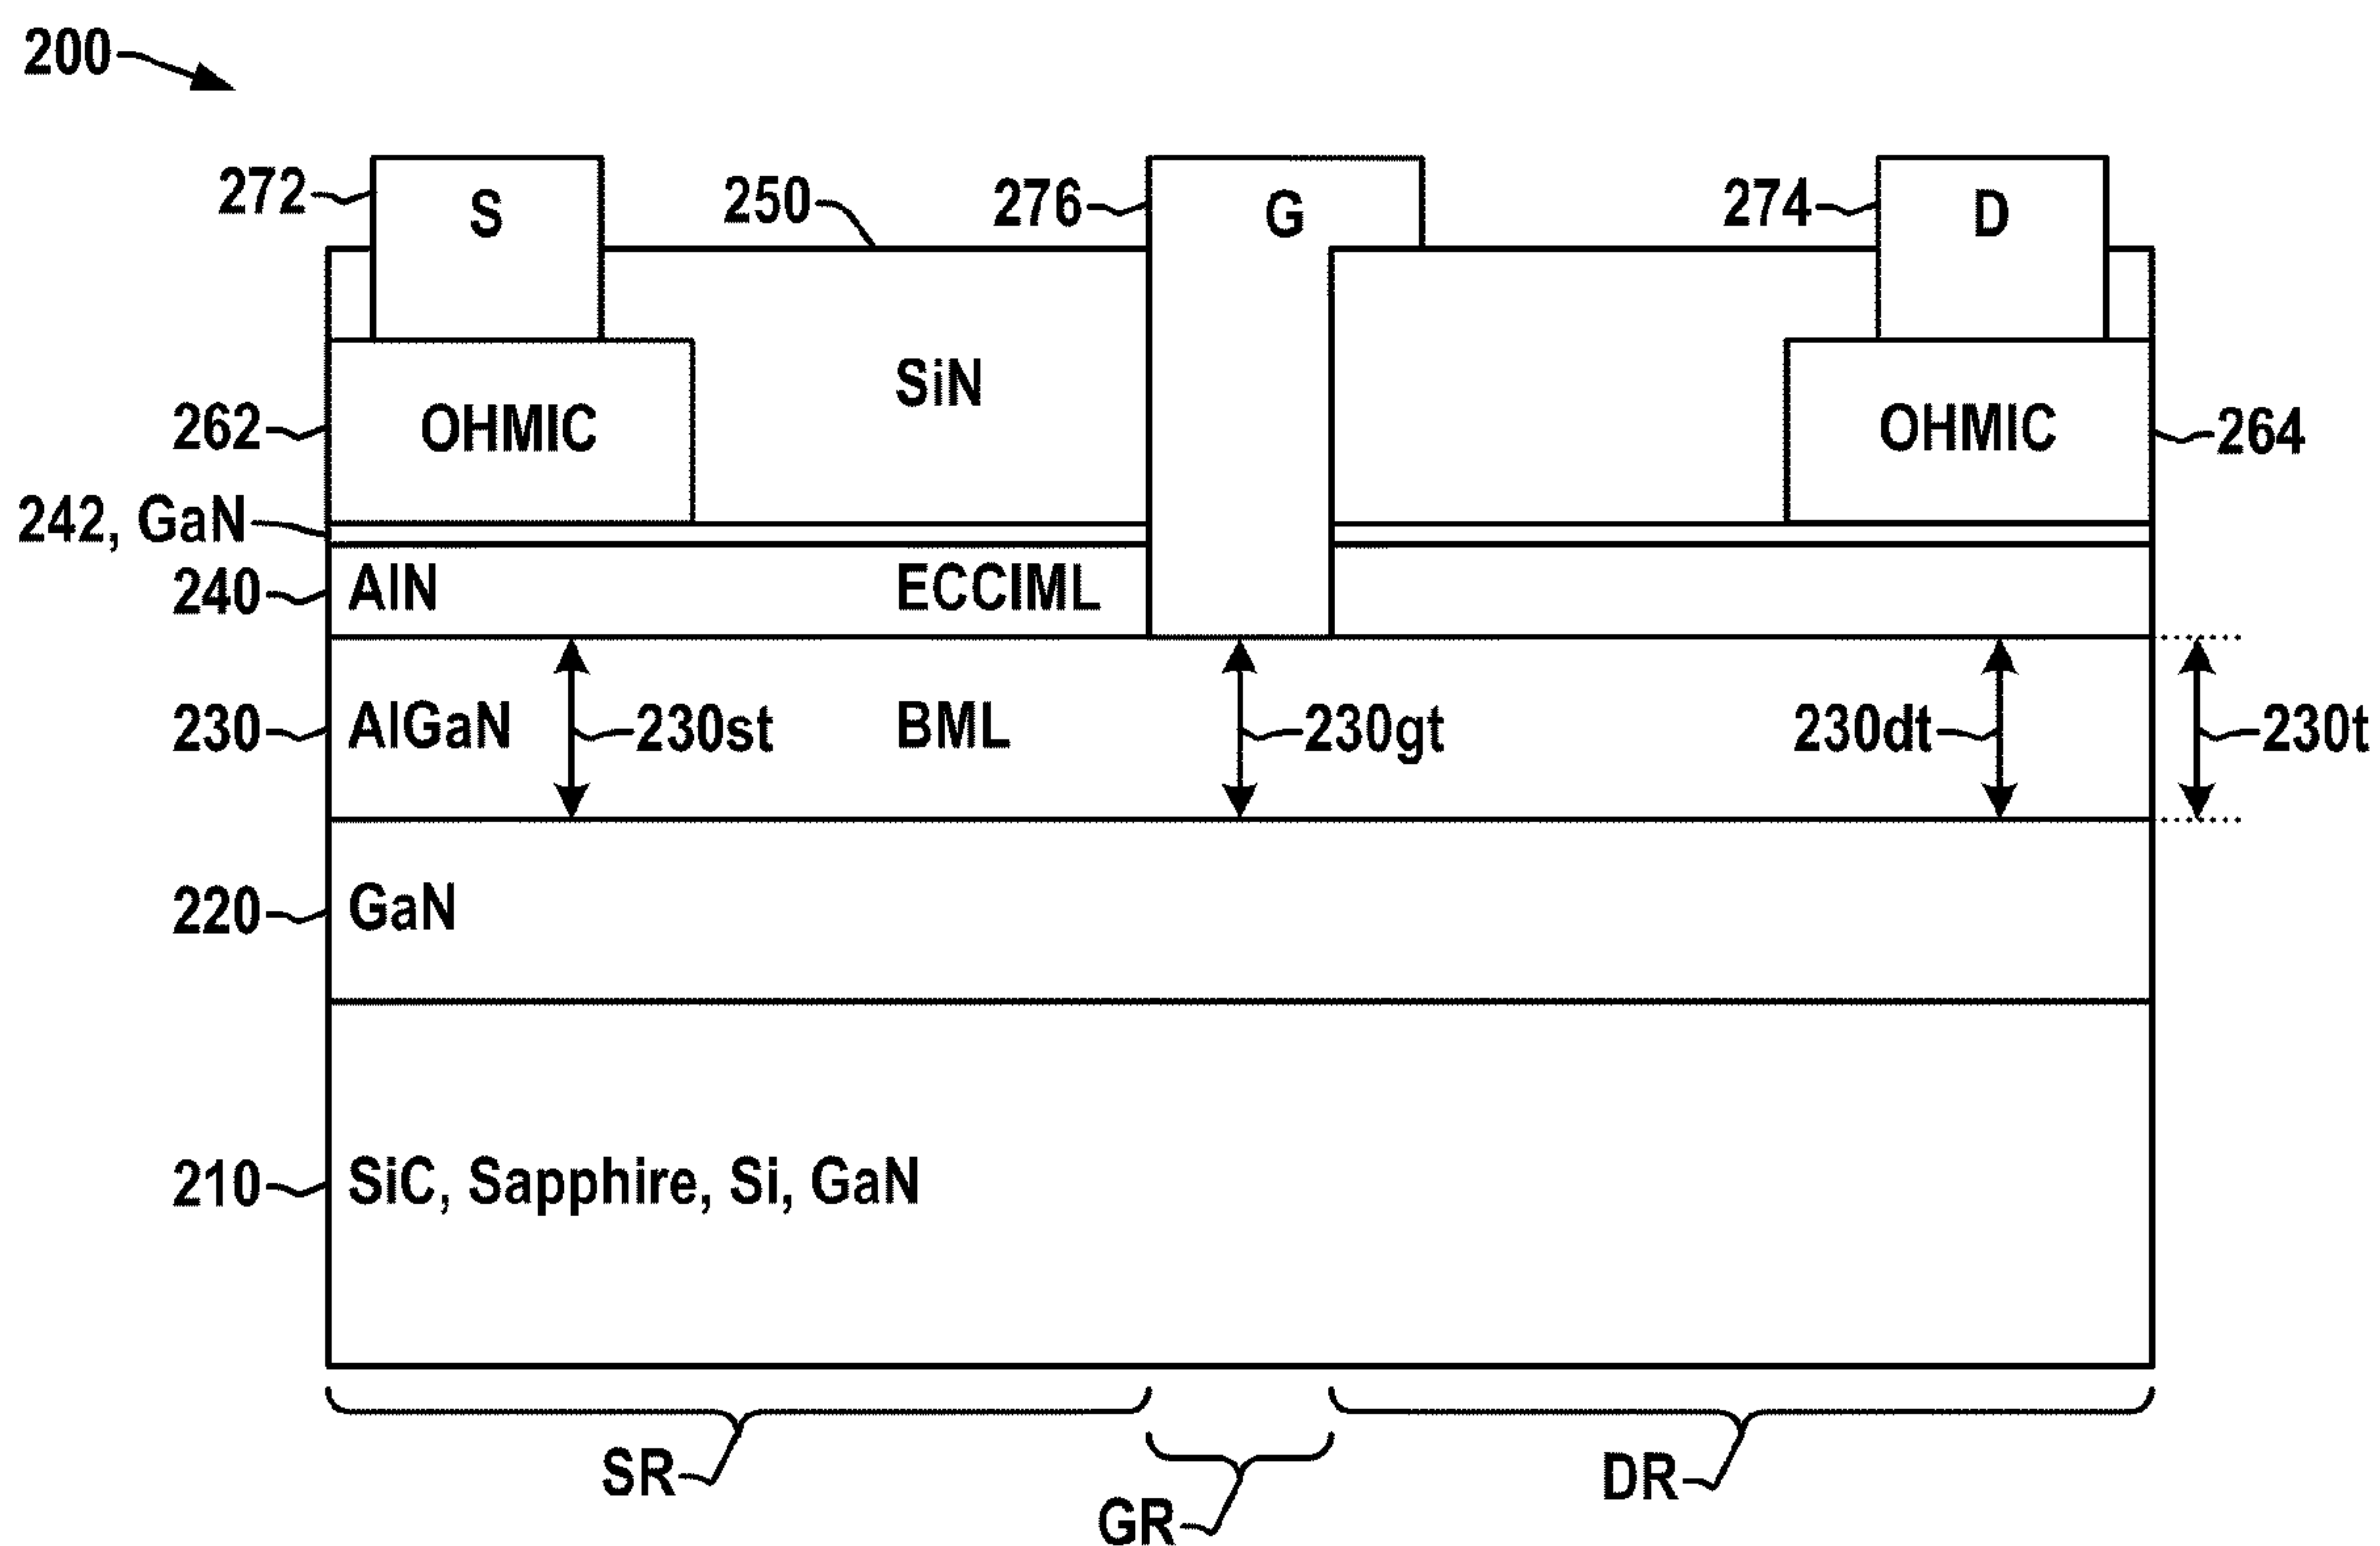 200
272
S
250
276
G
274
D
SiN
262
OHMIC
OHMIC
264
242, GaN
240
AlN
ECCIML
230
AlGaN
230st
BML
230gt
230dt
230t
220
GaN
210
SiC, Sapphire, Si, GaN
SR
GR
DR